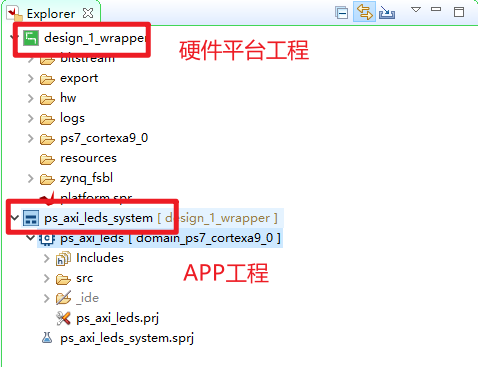 Explorer
design_1_wrapper
硬件平台工程
bitstream
export
hw
logs
ps7_cortexa9_0
resources
zynq_fsbl
platform.spr
ps_axi_leds_system [ design_1_wrapper ]
ps_axi_leds [ domain_ps7_cortexa9_0 ]
APP工程
Includes
src
_ide
ps_axi_leds.prj
ps_axi_leds_system.sprj